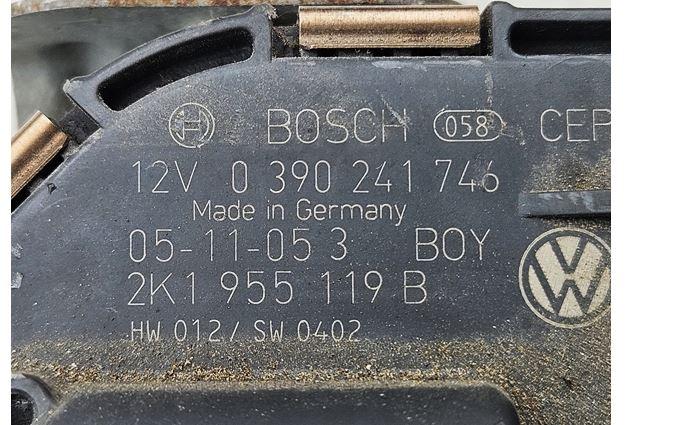 BOSCH 058 CEP
12V 0 390 241 746
Made in Germany
05-11-05 3 BOY
2K1 955 119 B
HW 012/ SW 0402